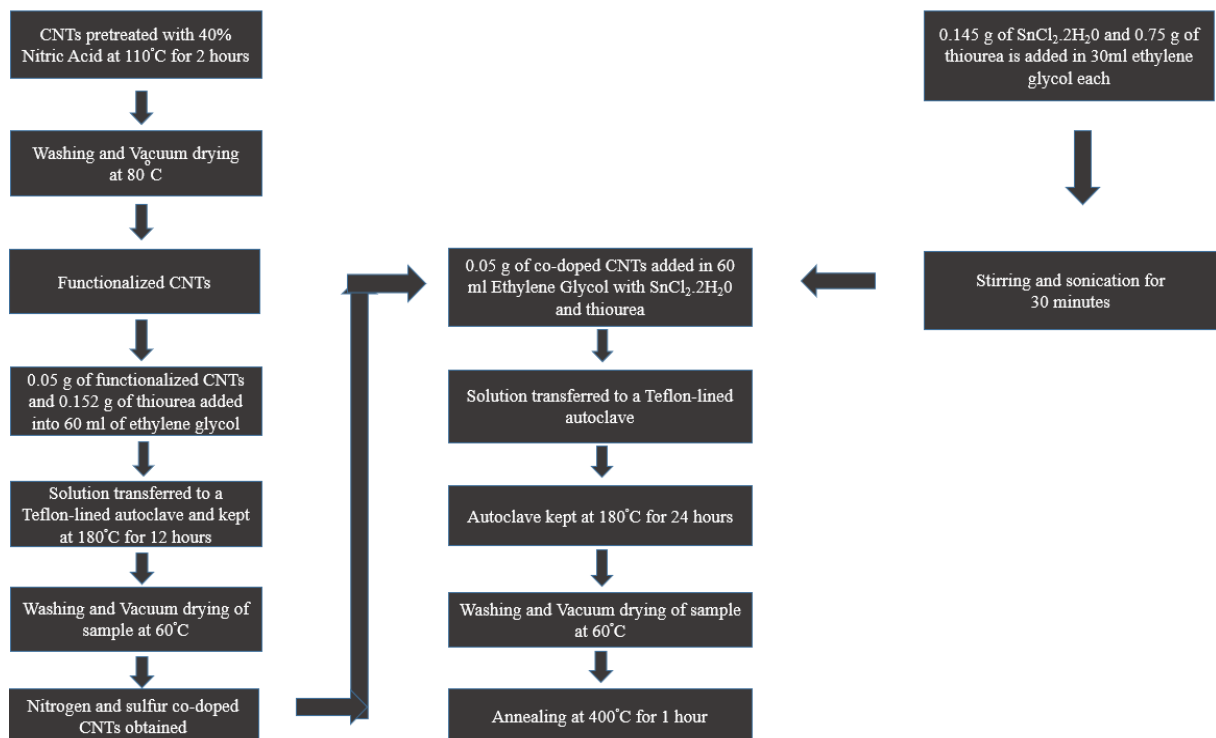 CNTs pretreated with 40%
Nitric Acid at 110°C for 2 hours
Washing and Vacuum drying
at 80°C
Functionalized CNTs
0.05 g of functionalized CNTs
and 0.152 g of thiourea added
into 60 ml of ethylene glycol
Solution transferred to a
Teflon-lined autoclave and kept
at 180°C for 12 hours
Washing and Vacuum drying of
sample at 60°C
Nitrogen and sulfur co-doped
CNTs obtained
0.05 g of co-doped CNTs added in 60
ml Ethylene Glycol with SnCl₂.2H₂0
and thiourea
Solution transferred to a Teflon-lined
autoclave
Autoclave kept at 180°C for 24 hours
Washing and Vacuum drying of sample
at 60°C
Annealing at 400°C for 1 hour
0.145 g of SnCl₂.2H₂0 and 0.75 g of
thiourea is added in 30ml ethylene
glycol each
Stirring and sonication for
30 minutes